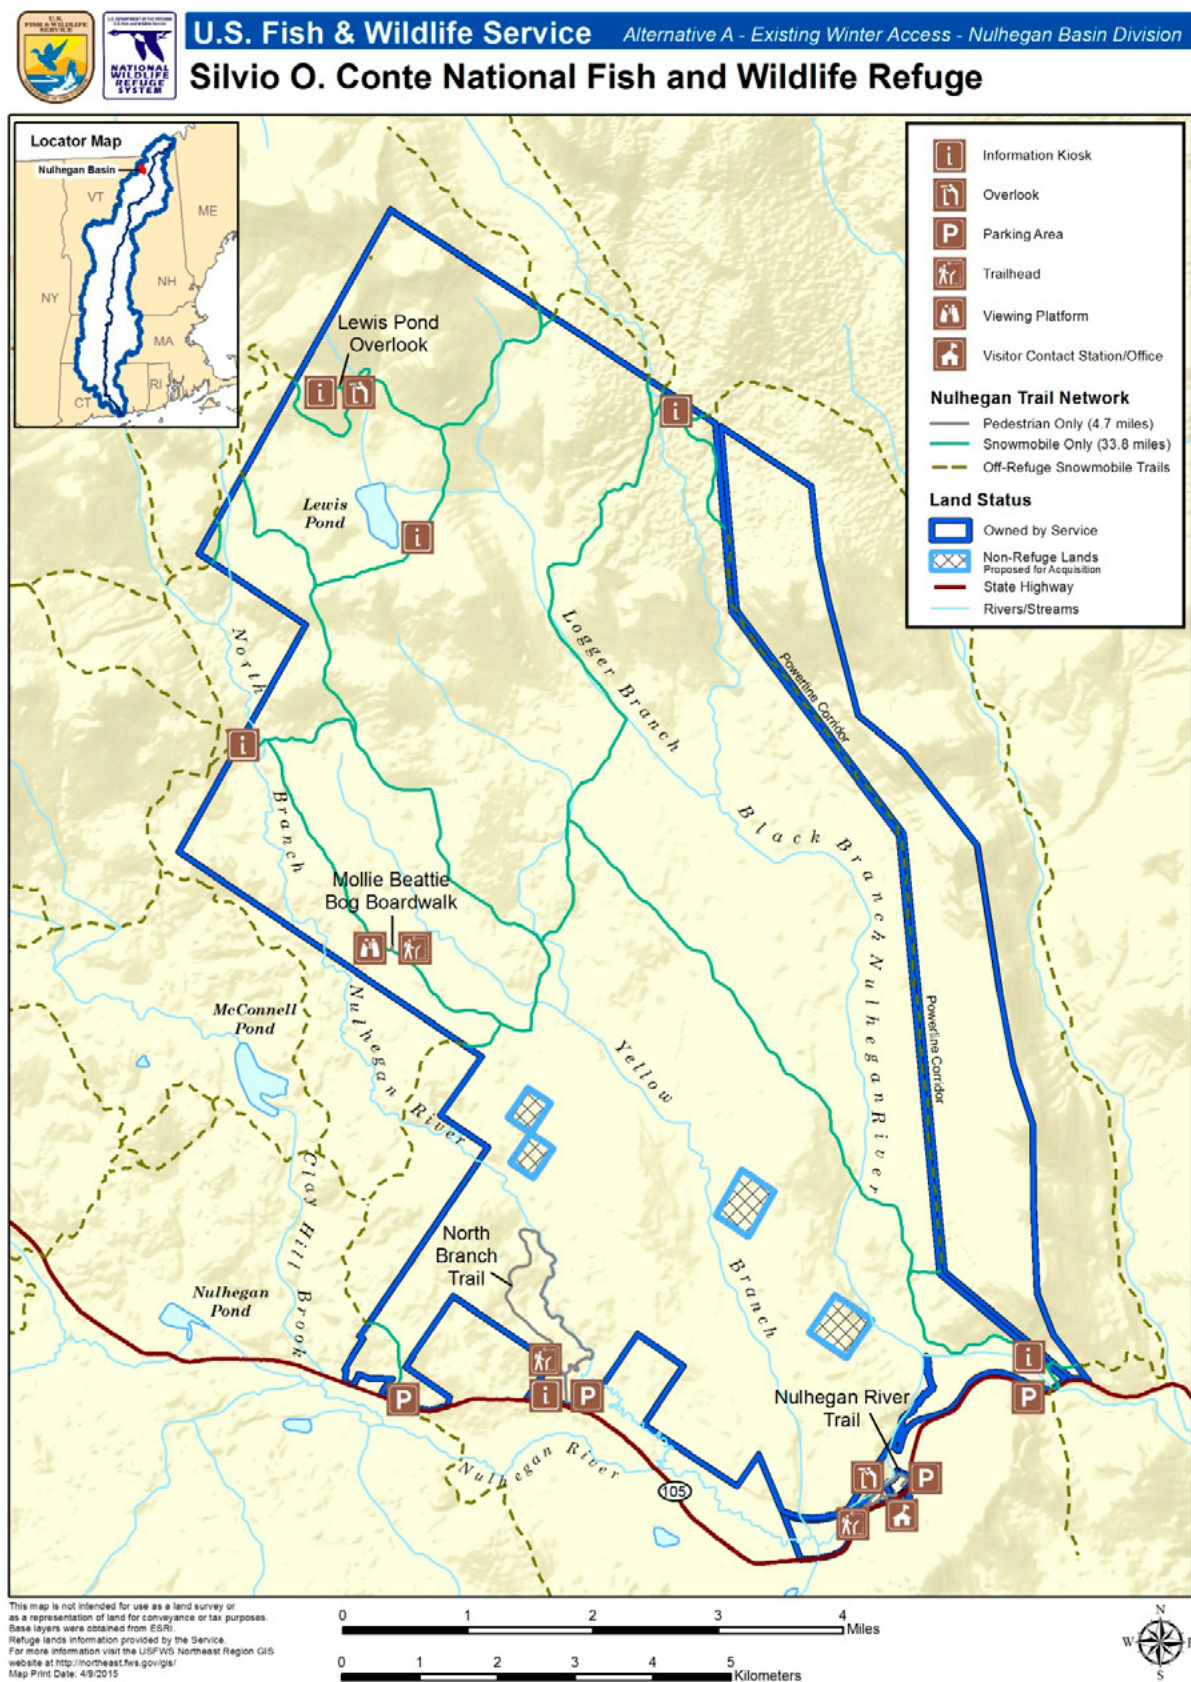 U.S.
FISH & WILDLIFE
SERVICE
NATIONAL
WILDLIFE
REFUGE
SYSTEM
U.S. Fish & Wildlife Service
Alternative A - Existing Winter Access - Nulhegan Basin Division
Silvio O. Conte National Fish and Wildlife Refuge
Locator Map
Nulhegan Basin
VT
ME
NH
NY
MA
RI
CT
Information Kiosk
Overlook
P
Parking Area
Trailhead
Viewing Platform
Visitor Contact Station/Office
Nulhegan Trail Network
Pedestrian Only (4.7 miles)
Snowmobile Only (33.8 miles)
Off-Refuge Snowmobile Trails
Land Status
Owned by Service
Non-Refuge Lands
Proposed for Acquisition
State Highway
Rivers/Streams
Lewis Pond
Overlook
Lewis
Pond
North
Branch
Nulhegan
River
Logger Branch
Powerline Corridor
Black Branch Nulhegan River
Powerline Corridor
Mollie Beattie
Bog Boardwalk
McConnell
Pond
Yellow
Branch
Clay Hill Brook
North
Branch
Trail
Nulhegan
Pond
P
P
P
P
Nulhegan River
Trail
Nulhegan River
105
This map is not intended for use as a land survey or
as a representation of land for conveyance or tax purposes.
Base layers were obtained from ESRI.
Refuge lands information provided by the Service.
For more information visit the USFWS Northeast Region GIS
website at http://northeast.fws.gov/gis/
Map Print Date: 4/9/2015
0 1 2 3 4
Miles
0 1 2 3 4 5
Kilometers
N
W E
S